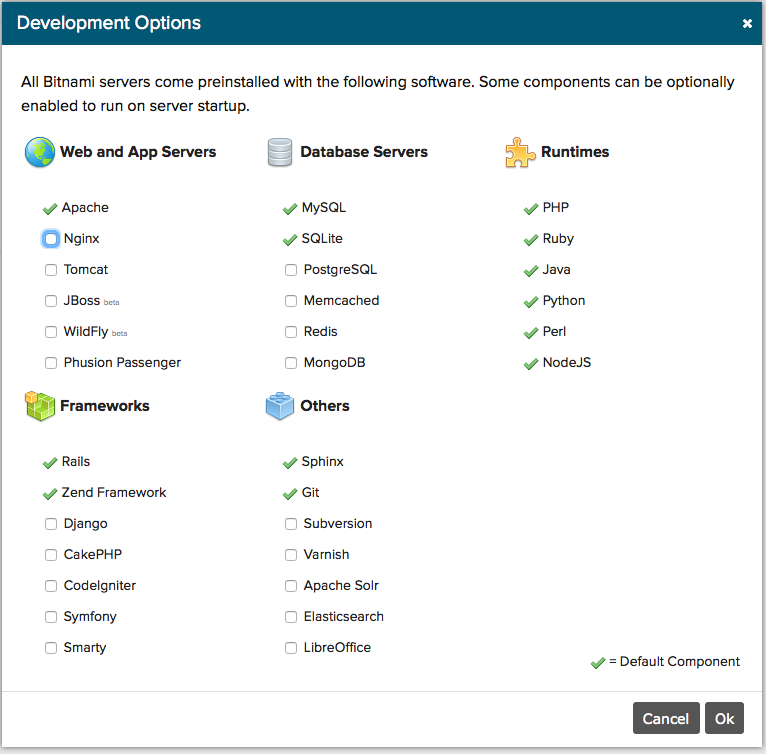 Development Options
All Bitnami servers come preinstalled with the following software. Some components can be optionally
enabled to run on server startup.
Web and App Servers
Apache
Nginx
Tomcat
JBoss beta
WildFly beta
Phusion Passenger
Database Servers
MySQL
SQLite
PostgreSQL
Memcached
Redis
MongoDB
Runtimes
PHP
Ruby
Java
Python
Perl
NodeJS
Frameworks
Rails
Zend Framework
Django
CakePHP
CodeIgniter
Symfony
Smarty
Others
Sphinx
Git
Subversion
Varnish
Apache Solr
Elasticsearch
LibreOffice
= Default Component
Cancel
Ok